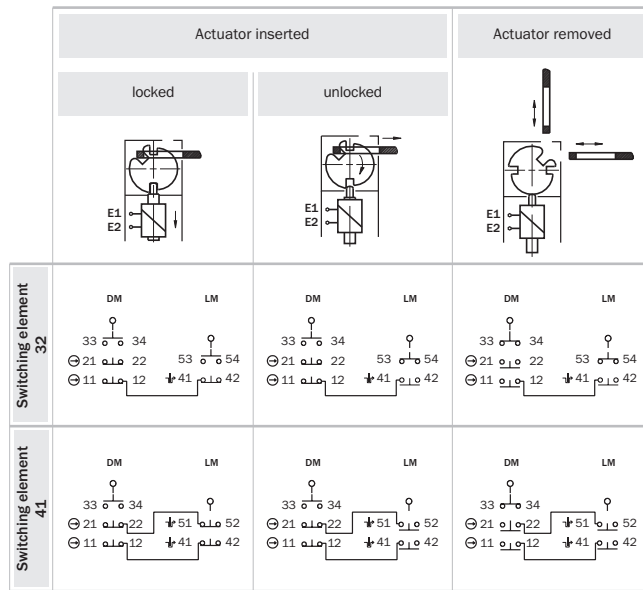 Actuator inserted
Actuator removed
locked
unlocked
E1
E2
E1
E2
E1
E2
Switching element
32
DM LM
33 34
53 54
21 22
11 12 41 42
DM LM
33 34
21 22 53 54
11 12 41 42
DM LM
33 34
21 22 53 54
11 12 41 42
Switching element
41
DM LM
33 34
21 22 51 52
11 12 41 42
DM LM
33 34
21 22 51 52
11 12 41 42
DM LM
33 34
21 22 51 52
11 12 41 42